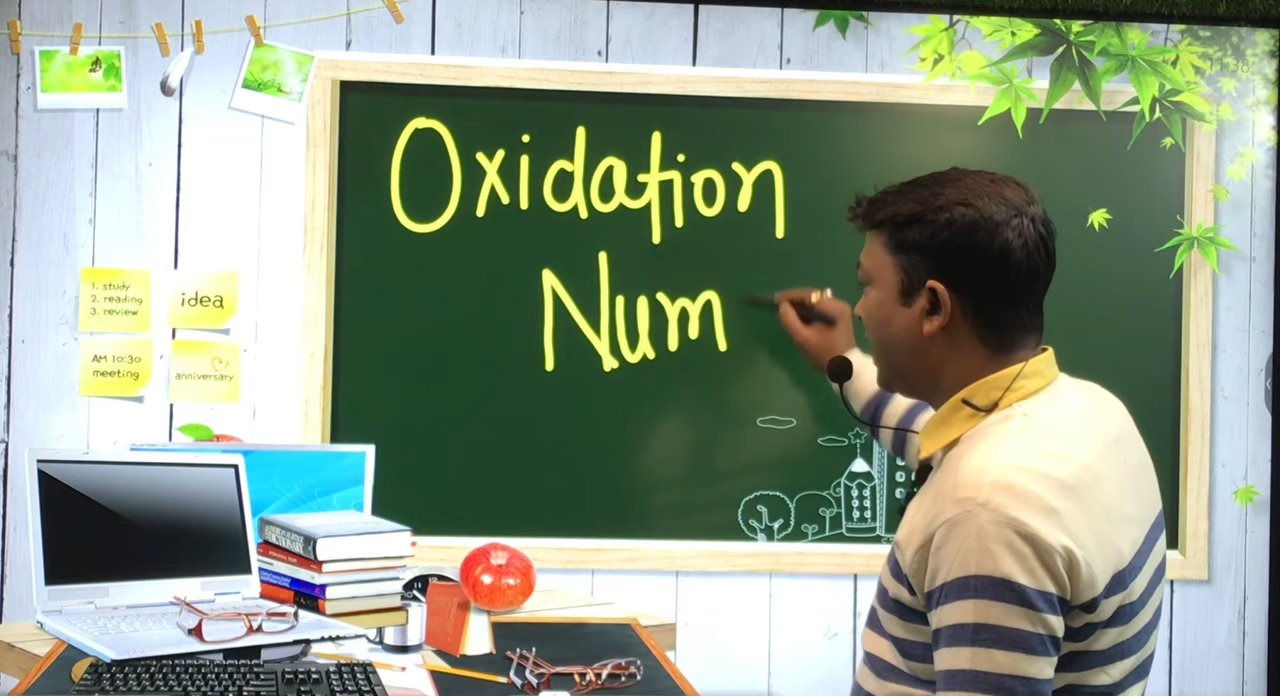 Oxidation
Num
1. study
2. reading
3. review
idea
AM 10:30
meeting
anniversary